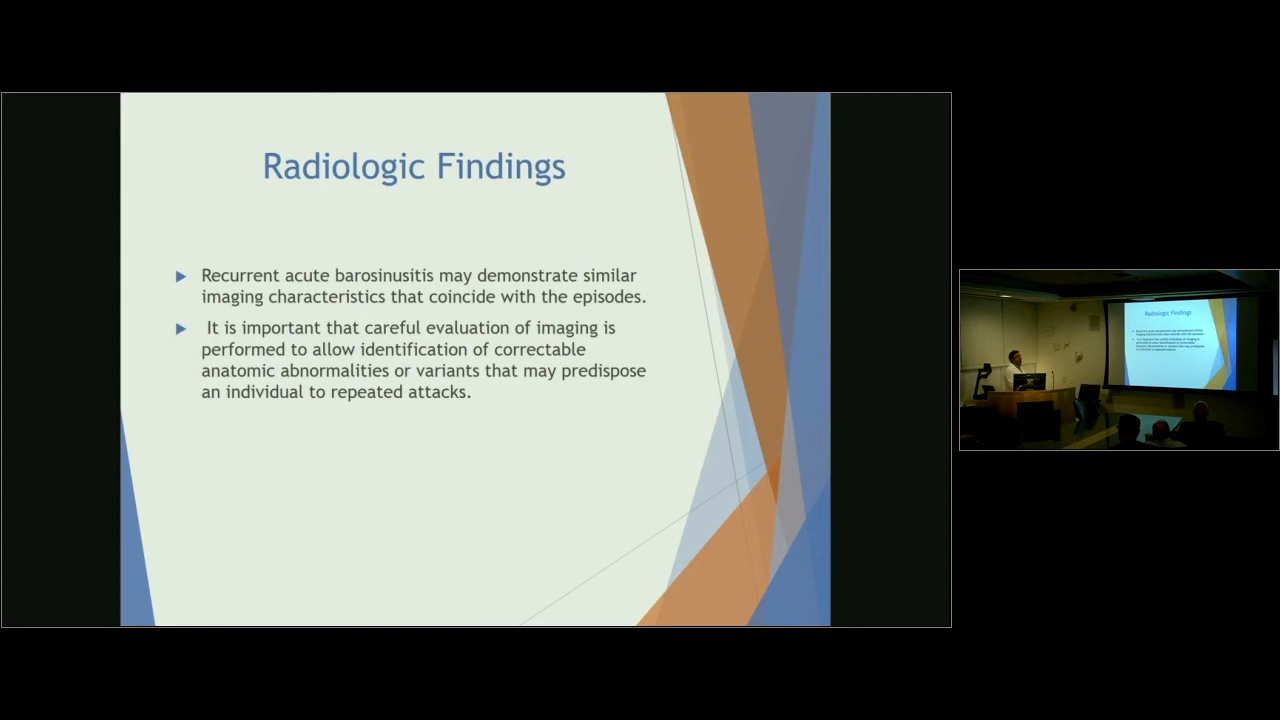 Radiologic Findings
Recurrent acute barosinusitis may demonstrate similar
imaging characteristics that coincide with the episodes.
It is important that careful evaluation of imaging is
performed to allow identification of correctable
anatomic abnormalities or variants that may predispose
an individual to repeated attacks.
Radiologic Findings